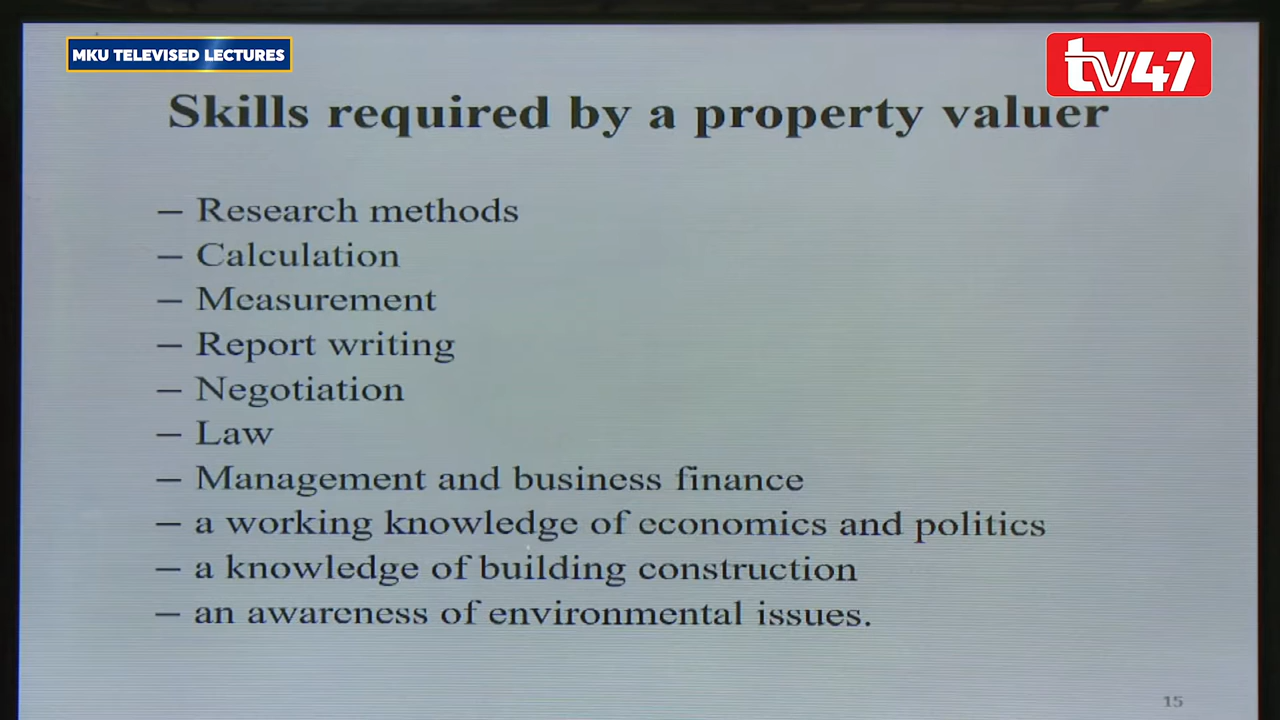 MKU TELEVISED LECTURES
tv47
Skills required by a property valuer
– Research methods
– Calculation
– Measurement
– Report writing
– Negotiation
– Law
– Management and business finance
– a working knowledge of economics and politics
– a knowledge of building construction
– an awareness of environmental issues.
15